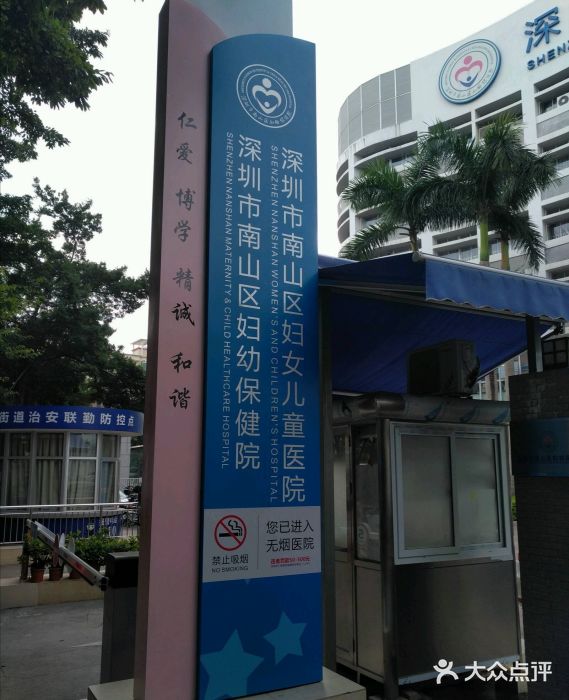 仁爱 博学 精诚 和谐
深圳市南山区妇女儿童医院
SHENZHEN NANSHAN WOMEN'S AND CHILDREN'S HOSPITAL
深圳市南山区妇幼保健院
SHENZHEN NANSHAN MATERNITY & CHILD HEALTHCARE HOSPITAL
深
SHEN
街道治安联勤防控点
禁止吸烟
NO SMOKING
您已进入
无烟医院
大众点评